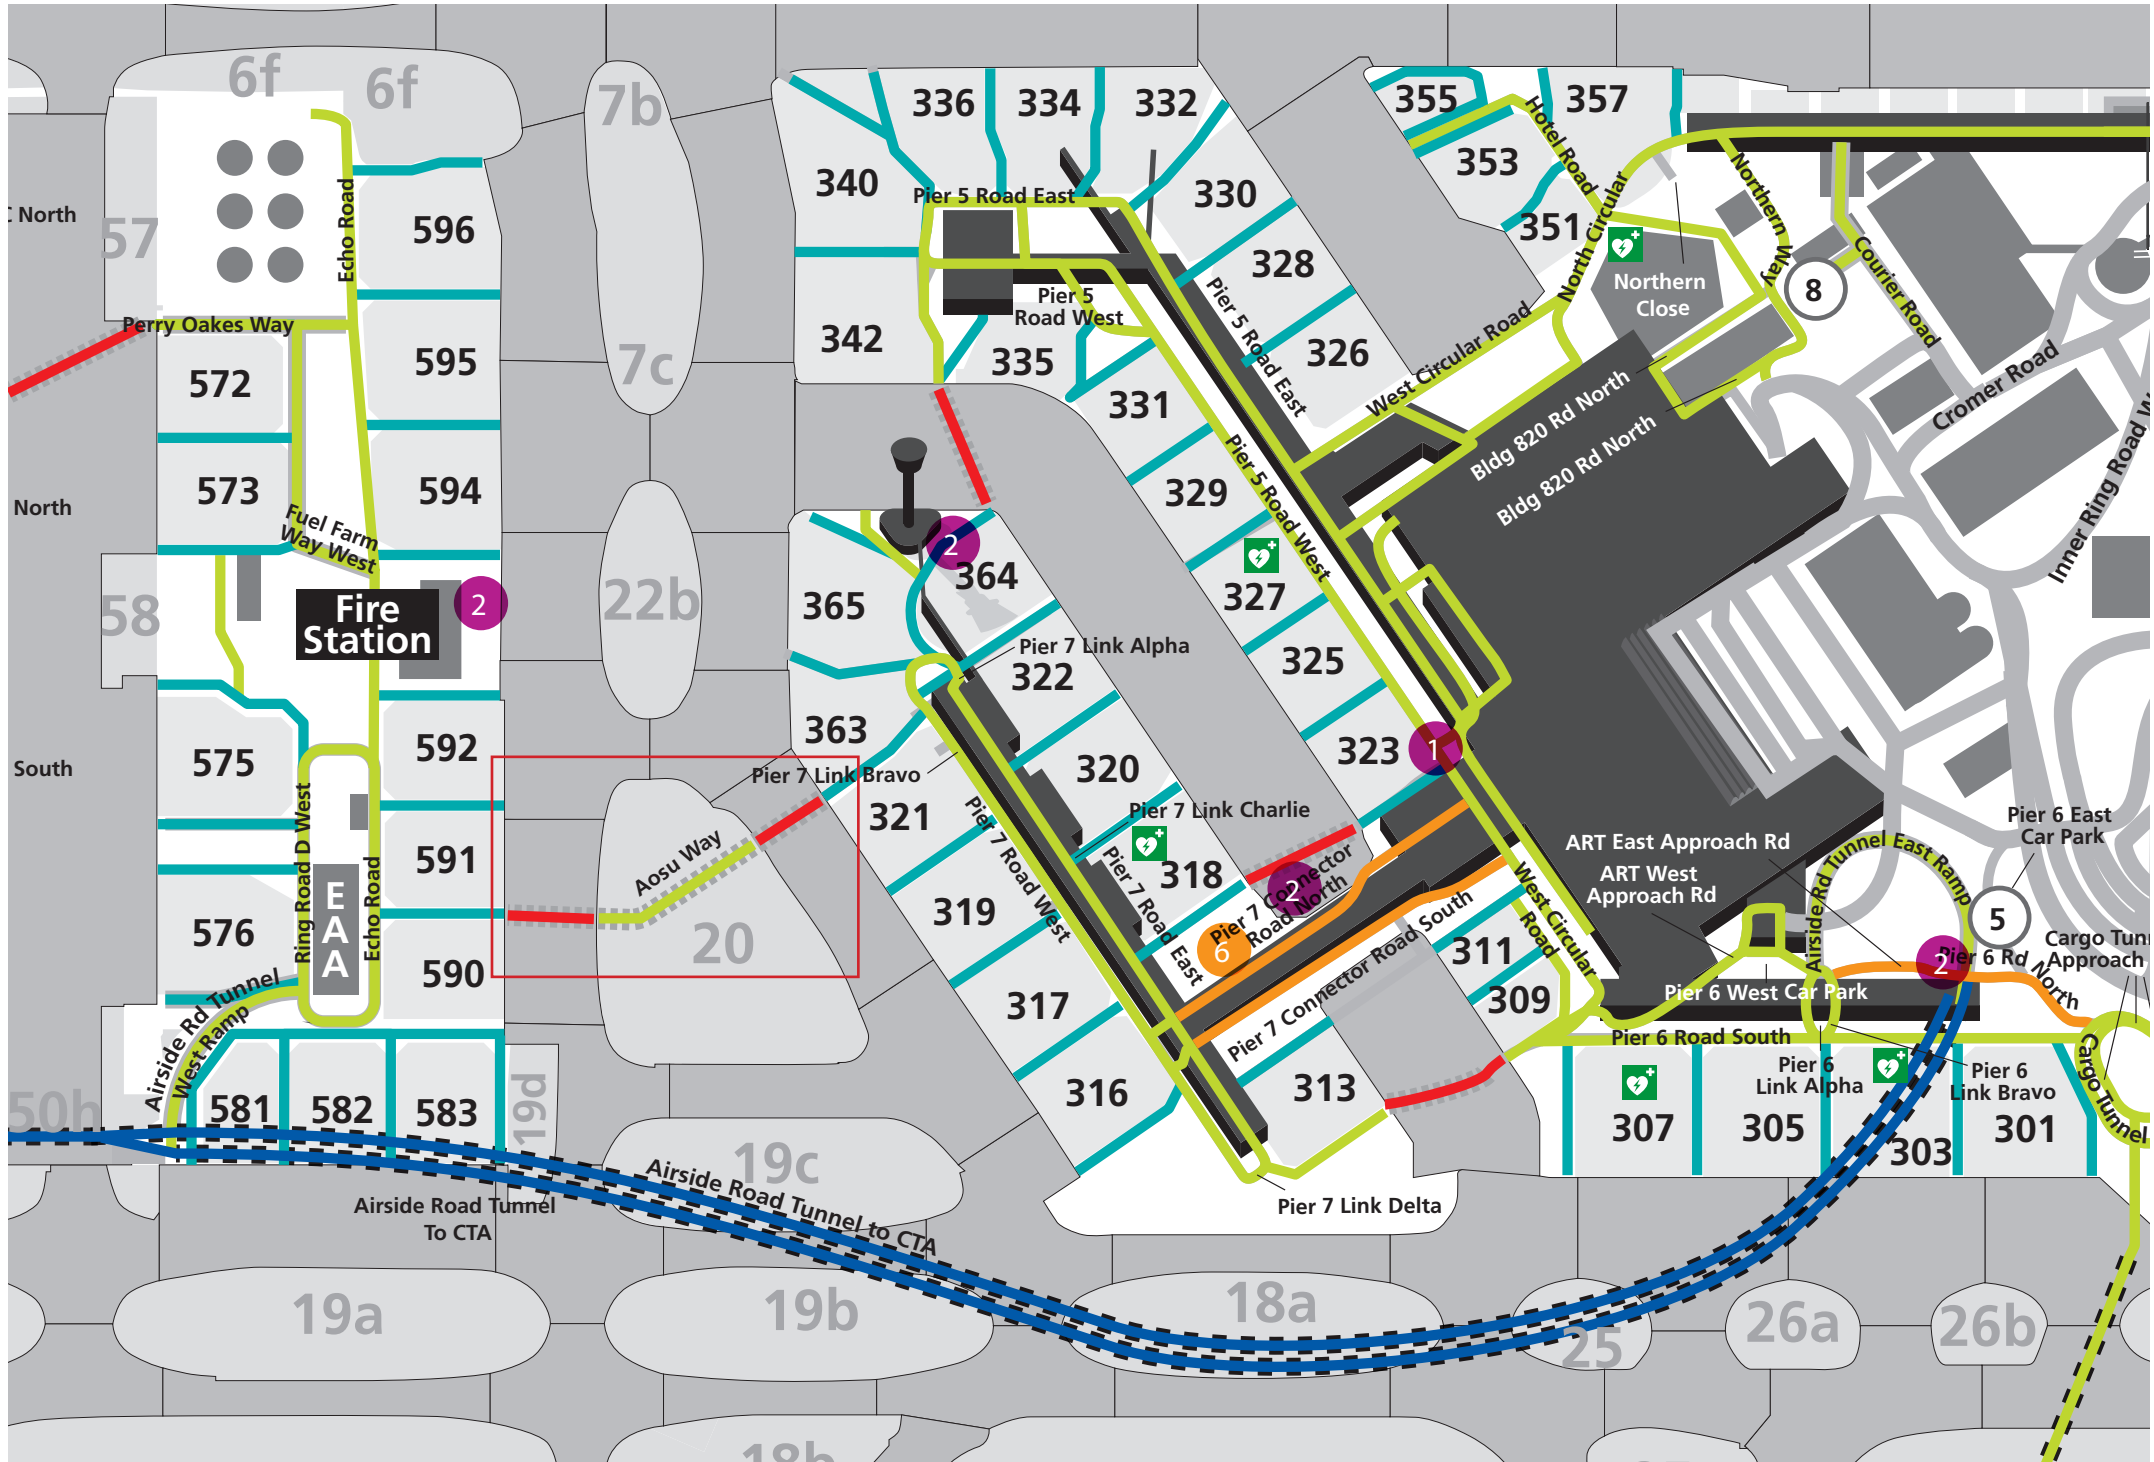 6f
6f
7b
336
334
332
355
357
353
351
Hotel Road
340
330
Pier 5 Road East
C North
57
Echo Road
596
328
North Circular
Northern Way
Courier Road
Northern
Close
8
Pier 5
Road West
Pier 5 Road East
326
West Circular Road
Perry Oakes Way
595
7c
342
335
331
572
Bldg 820 Rd North
Bldg 820 Rd North
Cromer Road
Inner Ring Road W
573
594
329
Pier 5 Road West
North
Fuel Farm
Way West
2
364
327
58
Fire
Station
2
22b
365
325
Pier 7 Link Alpha
322
363
592
575
South
323
1
320
Pier 7 Link Bravo
321
Pier 7 Link Charlie
Pier 7 Road West
Pier 7 Road East
318
Ring Road D West
Echo Road
E
A
A
591
Aosu Way
20
319
576
590
2
Pier 7 Connector
Road North
6
Pier 7 Connector Road South
311
309
West Circular
Road
ART East Approach Rd
ART West
Approach Rd
Airside Rd Tunnel East Ramp
Pier 6 East
Car Park
5
Cargo Tunn
Approach
2
Pier 6 Rd North
Pier 6 West Car Park
Pier 6 Road South
317
316
313
Airside Rd Tunnel
West Ramp
50h
581
582
583
19d
19c
Pier 6
Link Alpha
Pier 6
Link Bravo
Cargo Tunnel
307
305
303
301
Airside Road Tunnel
To CTA
Airside Road Tunnel to CTA
Pier 7 Link Delta
19a
19b
18a
25
26a
26b
18b